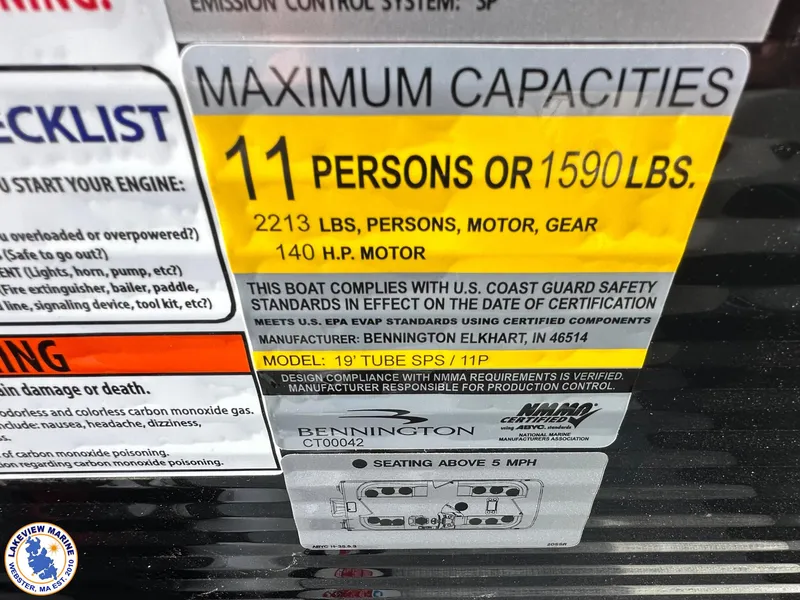 NING!
EMISSION CONTROL SYSTEM: SP
ECKLIST
U START YOUR ENGINE:
u overloaded or overpowered?)
(Safe to go out?)
ENT (Lights, horn, pump, etc?)
(Fire extinguisher, bailer, paddle,
line, signaling device, tool kit, etc?)
ING
in damage or death.
odorless and colorless carbon monoxide gas.
nclude: nausea, headache, dizziness,
s.
of carbon monoxide poisoning.
on regarding carbon monoxide poisoning.
MAXIMUM CAPACITIES
11 PERSONS OR 1590 LBS.
2213 LBS, PERSONS, MOTOR, GEAR
140 H.P. MOTOR
THIS BOAT COMPLIES WITH U.S. COAST GUARD SAFETY
STANDARDS IN EFFECT ON THE DATE OF CERTIFICATION
MEETS U.S. EPA EVAP STANDARDS USING CERTIFIED COMPONENTS
MANUFACTURER: BENNINGTON ELKHART, IN 46514
MODEL: 19' TUBE SPS / 11P
DESIGN COMPLIANCE WITH NMMA REQUIREMENTS IS VERIFIED.
MANUFACTURER RESPONSIBLE FOR PRODUCTION CONTROL.
BENNINGTON
CT00042
NMMA
CERTIFIED
using ABYC. standards
NATIONAL MARINE
MANUFACTURERS ASSOCIATION
SEATING ABOVE 5 MPH
LAKEVIEW MARINE
WEBSTER, MA EST. 2010